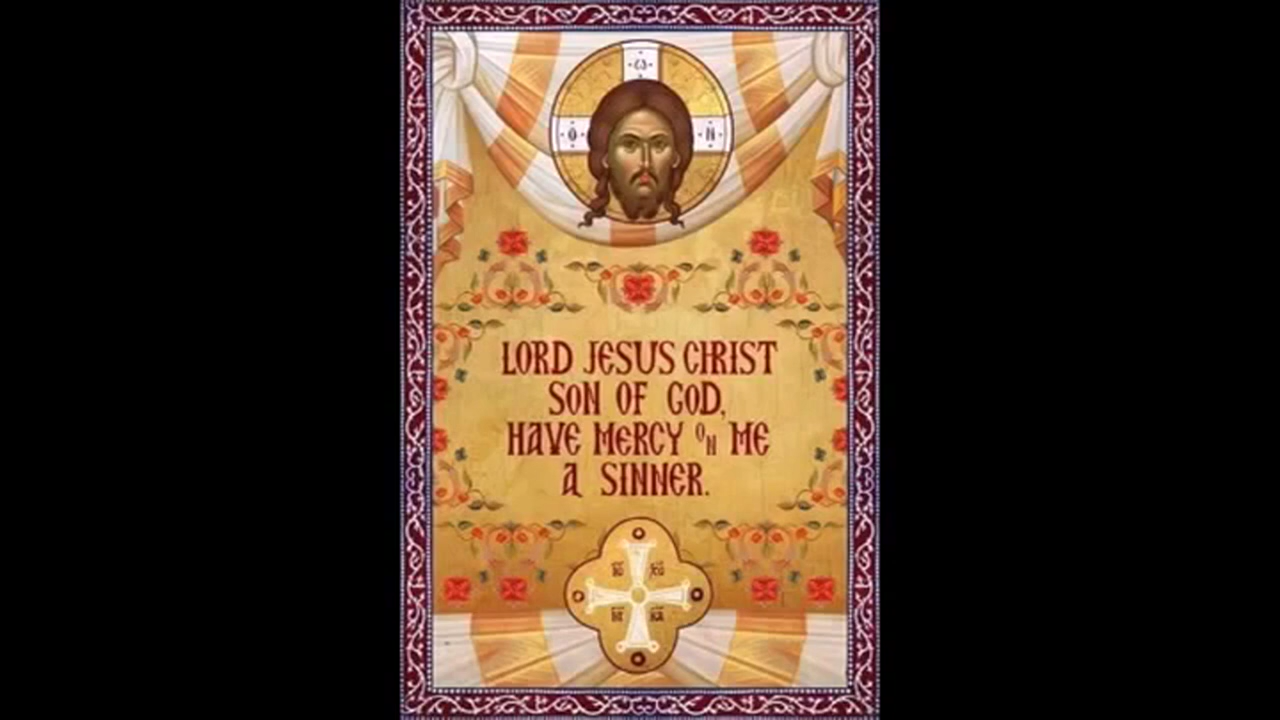 Ѡ
О Н
LORD JESUS CHRIST
SON OF GOD,
HAVE MERCY ON ME
A SINNER.